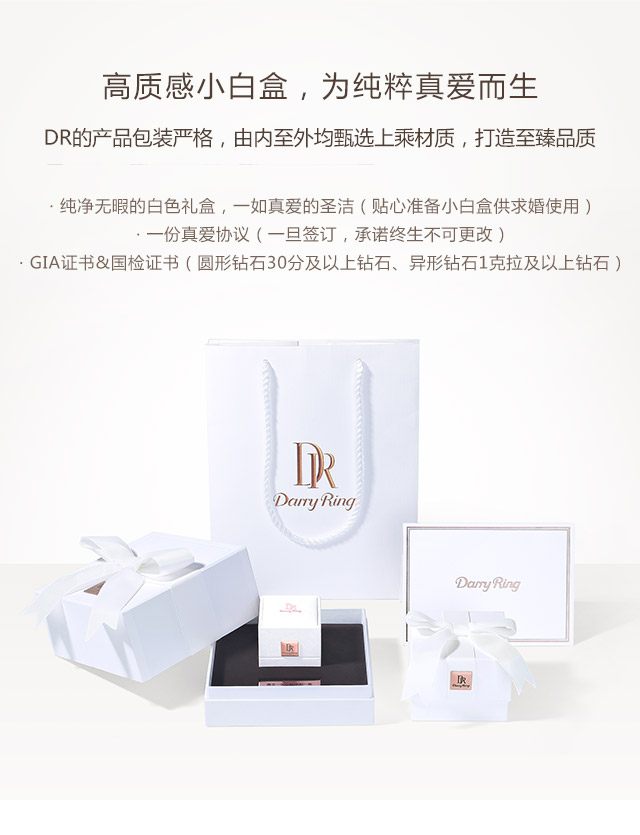 高质感小白盒，为纯粹真爱而生
DR的产品包装严格，由内至外均甄选上乘材质，打造至臻品质
· 纯净无暇的白色礼盒，一如真爱的圣洁（贴心准备小白盒供求婚使用）
· 一份真爱协议（一旦签订，承诺终生不可更改）
· GIA证书&国检证书（圆形钻石30分及以上钻石、异形钻石1克拉及以上钻石）
DR
Darry Ring
Darry Ring
DR
Darry Ring
DR
DR
Darry Ring